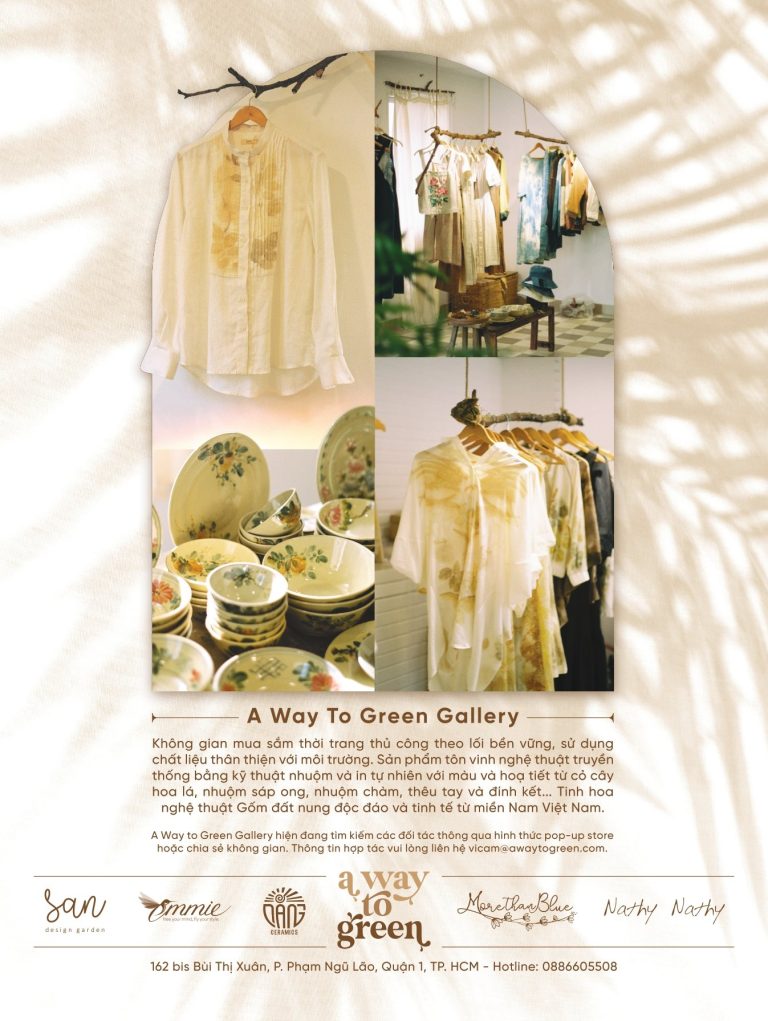 A Way To Green Gallery
Không gian mua sắm thời trang thủ công theo lối bền vững, sử dụng
chất liệu thân thiện với môi trường. Sản phẩm tôn vinh nghệ thuật truyền
thống bằng kỹ thuật nhuộm và in tự nhiên với màu và hoạ tiết từ cỏ cây
hoa lá, nhuộm sáp ong, nhuộm chàm, thêu tay và đính kết... Tinh hoa
nghệ thuật Gốm đất nung độc đáo và tinh tế từ miền Nam Việt Nam.
A Way to Green Gallery hiện đang tìm kiếm các đối tác thông qua hình thức pop-up store
hoặc chia sẻ không gian. Thông tin hợp tác vui lòng liên hệ vicam@awaytogreen.com.
san
design garden
Ommie
free your mind, fly your style
DANG
CERAMICS
a way
to
green
MoreThanBlue
Nathy Nathy
162 bis Bùi Thị Xuân, P. Phạm Ngũ Lão, Quận 1, TP. HCM - Hotline: 0886605508